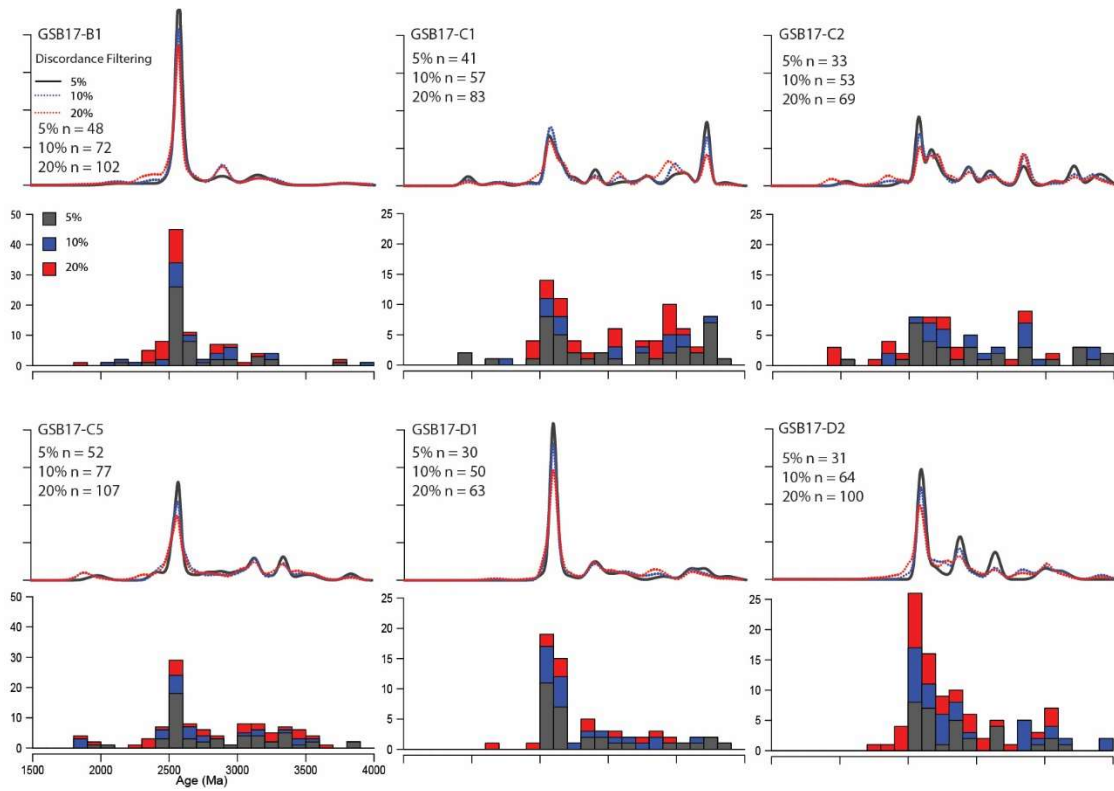 GSB17-B1
Discordance Filtering
5%
10%
20%
5% n = 48
10% n = 72
20% n = 102
GSB17-C1
5% n = 41
10% n = 57
20% n = 83
GSB17-C2
5% n = 33
10% n = 53
20% n = 69
50
40
30
20
10
0
5%
10%
20%
25
20
15
10
5
0
25
20
15
10
5
0
GSB17-C5
5% n = 52
10% n = 77
20% n = 107
GSB17-D1
5% n = 30
10% n = 50
20% n = 63
GSB17-D2
5% n = 31
10% n = 64
20% n = 100
50
40
30
20
10
0
1500 2000 2500 3000 3500 4000
Age (Ma)
25
20
15
10
5
0
25
20
15
10
5
0